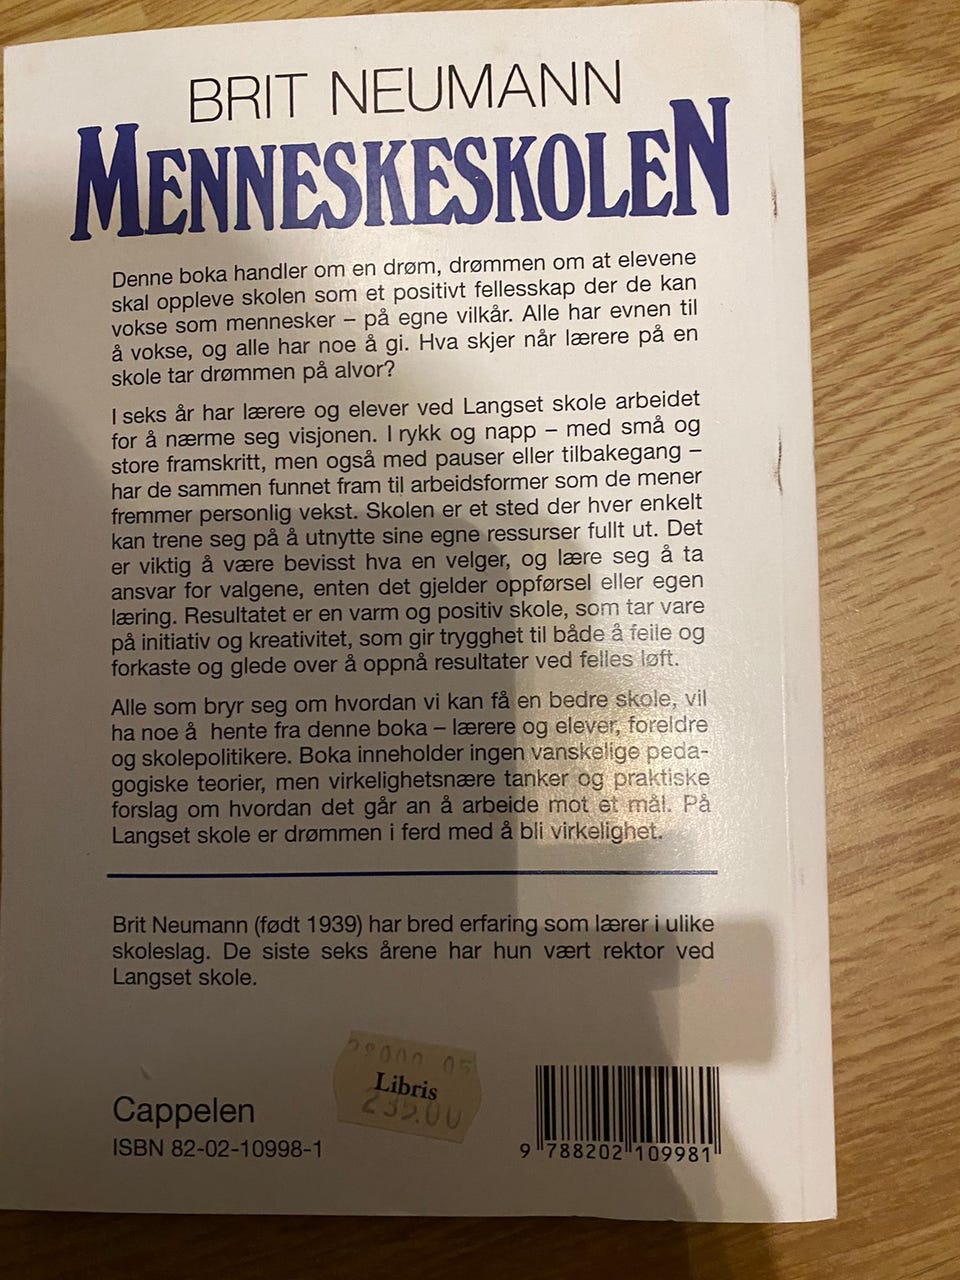 BRIT NEUMANN
MENNESKESKOLEN
Denne boka handler om en drøm, drømmen om at elevene
skal oppleve skolen som et positivt fellesskap der de kan
vokse som mennesker – på egne vilkår. Alle har evnen til
å vokse, og alle har noe å gi. Hva skjer når lærere på en
skole tar drømmen på alvor?
I seks år har lærere og elever ved Langset skole arbeidet
for å nærme seg visjonen. I rykk og napp – med små og
store framskritt, men også med pauser eller tilbakegang –
har de sammen funnet fram til arbeidsformer som de mener
fremmer personlig vekst. Skolen er et sted der hver enkelt
kan trene seg på å utnytte sine egne ressurser fullt ut. Det
er viktig å være bevisst hva en velger, og lære seg å ta
ansvar for valgene, enten det gjelder oppførsel eller egen
læring. Resultatet er en varm og positiv skole, som tar vare
på initiativ og kreativitet, som gir trygghet til både å feile og
forkaste og glede over å oppnå resultater ved felles løft.
Alle som bryr seg om hvordan vi kan få en bedre skole, vil
ha noe å hente fra denne boka – lærere og elever, foreldre
og skolepolitikere. Boka inneholder ingen vanskelige peda-
gogiske teorier, men virkelighetsnære tanker og praktiske
forslag om hvordan det går an å arbeide mot et mål. På
Langset skole er drømmen i ferd med å bli virkelighet.
Brit Neumann (født 1939) har bred erfaring som lærer i ulike
skoleslag. De siste seks årene har hun vært rektor ved
Langset skole.
Libris
235.00
Cappelen
ISBN 82-02-10998-1
9 788202 109981